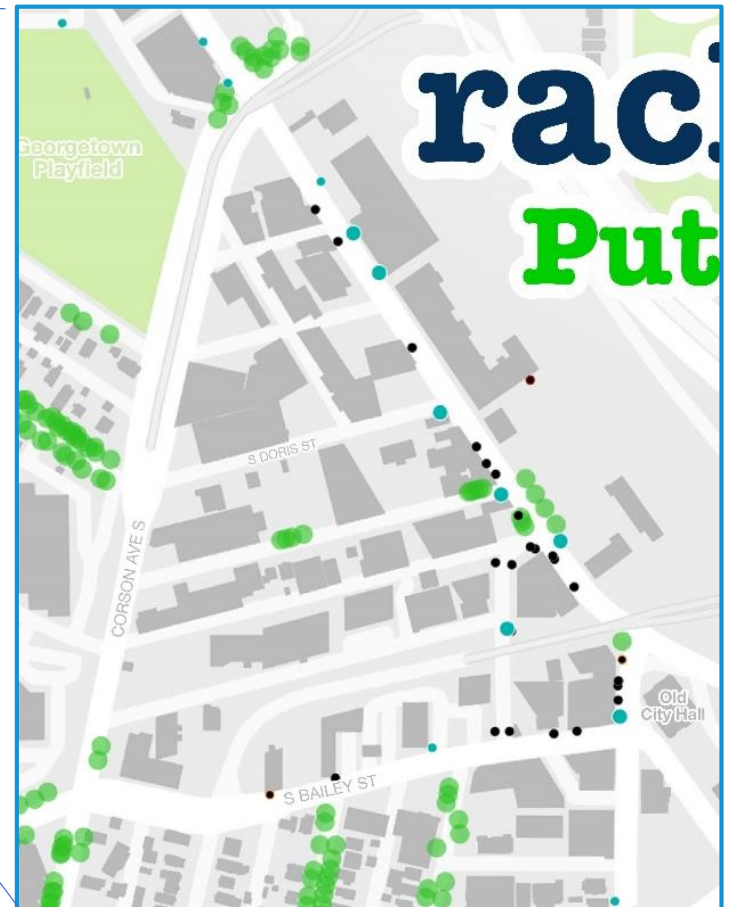 rac
Put
Georgetown
Playfield
S DORIS ST
CORSON AVE S
Old
City Hall
S BAILEY ST